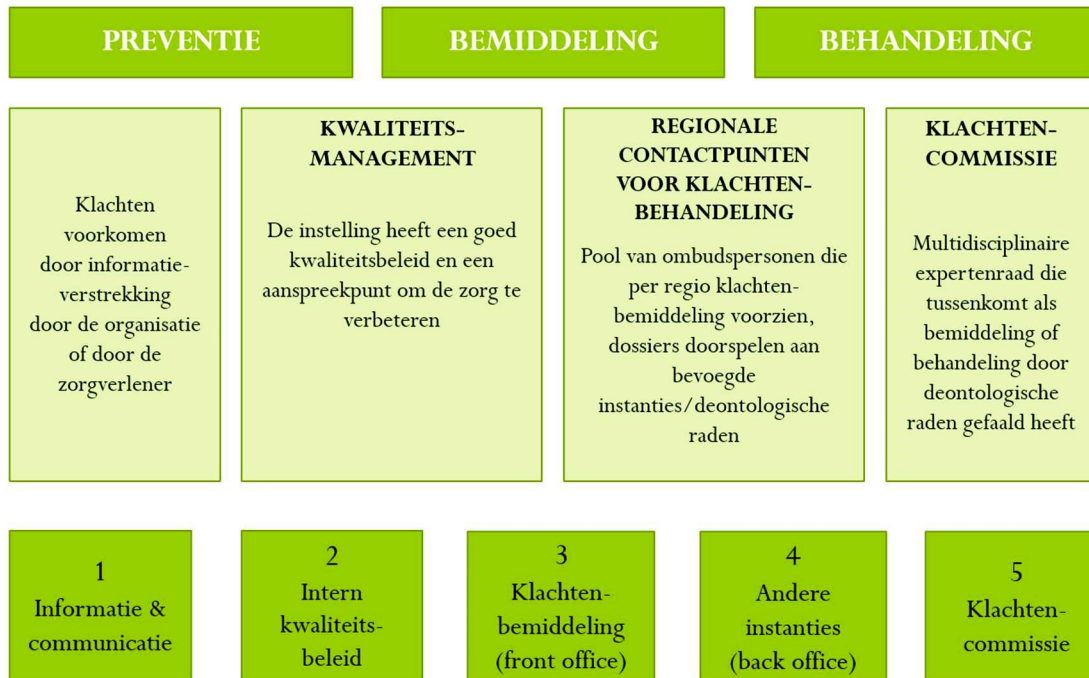 PREVENTIE
BEMIDDELING
BEHANDELING
Klachten
voorkomen
door informatie-
verstrekking
door de organisatie
of door de
zorgverlener
KWALITEITS-
MANAGEMENT
De instelling heeft een goed
kwaliteitsbeleid en een
aanspreekpunt om de zorg te
verbeteren
REGIONALE
CONTACTPUNTEN
VOOR KLACHTEN-
BEHANDELING
Pool van ombudspersonen die
per regio klachten-
bemiddeling voorzien,
dossiers doorspelen aan
bevoegde
instanties/deontologische
raden
KLACHTEN-
COMMISSIE
Multidisciplinaire
expertenraad die
tussenkomt als
bemiddeling of
behandeling door
deontologische
raden gefaald heeft
1
Informatie &
communicatie
2
Intern
kwaliteits-
beleid
3
Klachten-
bemiddeling
(front office)
4
Andere
instanties
(back office)
5
Klachten-
commissie